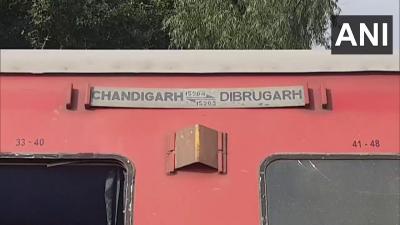 ANI
CHANDIGARH 15904 DIBRUGARH
15903
33-40
41-48